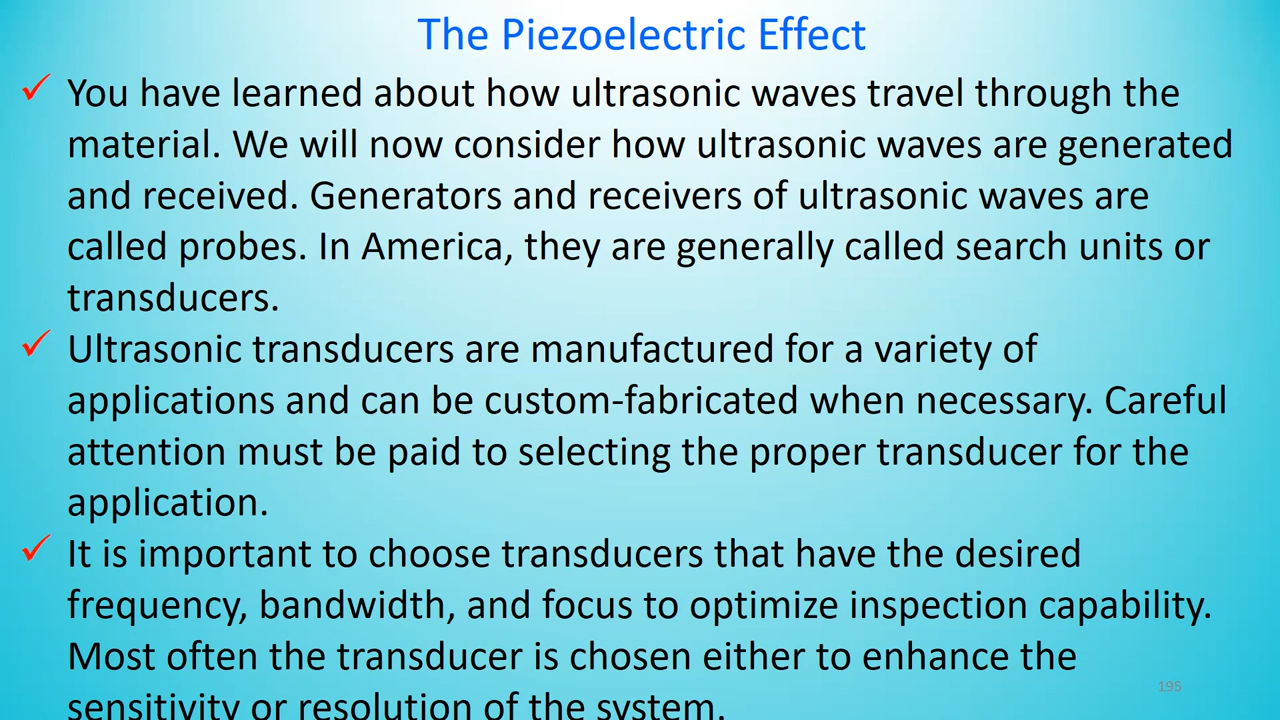 The Piezoelectric Effect
✓ You have learned about how ultrasonic waves travel through the
material. We will now consider how ultrasonic waves are generated
and received. Generators and receivers of ultrasonic waves are
called probes. In America, they are generally called search units or
transducers.
✓ Ultrasonic transducers are manufactured for a variety of
applications and can be custom-fabricated when necessary. Careful
attention must be paid to selecting the proper transducer for the
application.
✓ It is important to choose transducers that have the desired
frequency, bandwidth, and focus to optimize inspection capability.
Most often the transducer is chosen either to enhance the
sensitivity or resolution of the system.
195